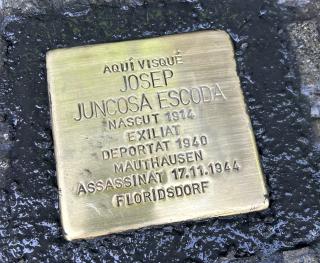 AQUÍ VISQUÉ
JOSEP
JUNCOSA ESCODA
NASCUT 1914
EXILIAT
DEPORTAT 1940
MAUTHAUSEN
ASSASSINAT 17.11.1944
FLORIDSDORF